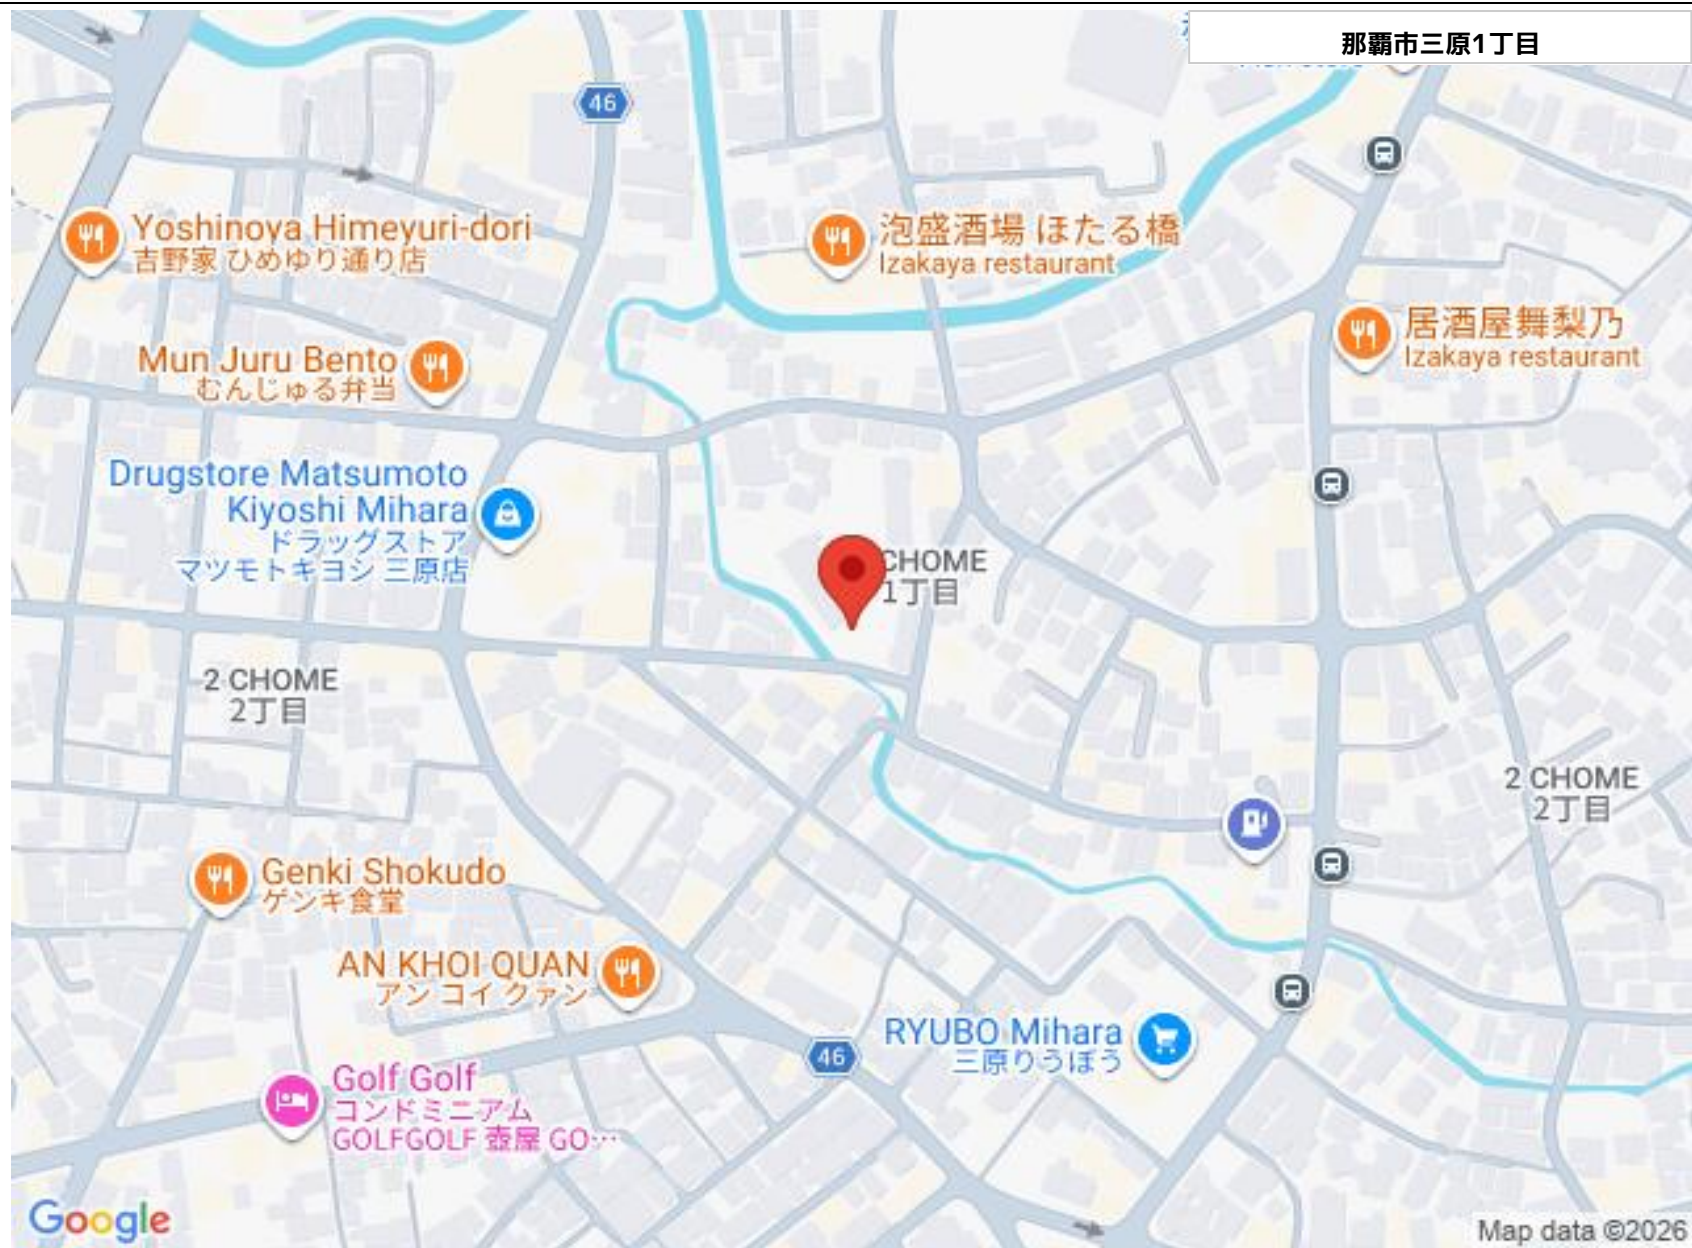 那覇市三原1丁目
46
Yoshinoya Himeyuri-dori
吉野家 ひめゆり通り店
泡盛酒場 ほたる橋
Izakaya restaurant
居酒屋舞梨乃
Izakaya restaurant
Mun Juru Bento
むんじゅる弁当
Drugstore Matsumoto
Kiyoshi Mihara
ドラッグストア
マツモトキヨシ 三原店
CHOME
1丁目
2 CHOME
2丁目
2 CHOME
2丁目
Genki Shokudo
ゲンキ食堂
AN KHOI QUAN
アン コイ クァン
RYUBO Mihara
三原りうぼう
46
Golf Golf
コンドミニアム
GOLFGOLF 壺屋 GO…
Google
Map data ©2026